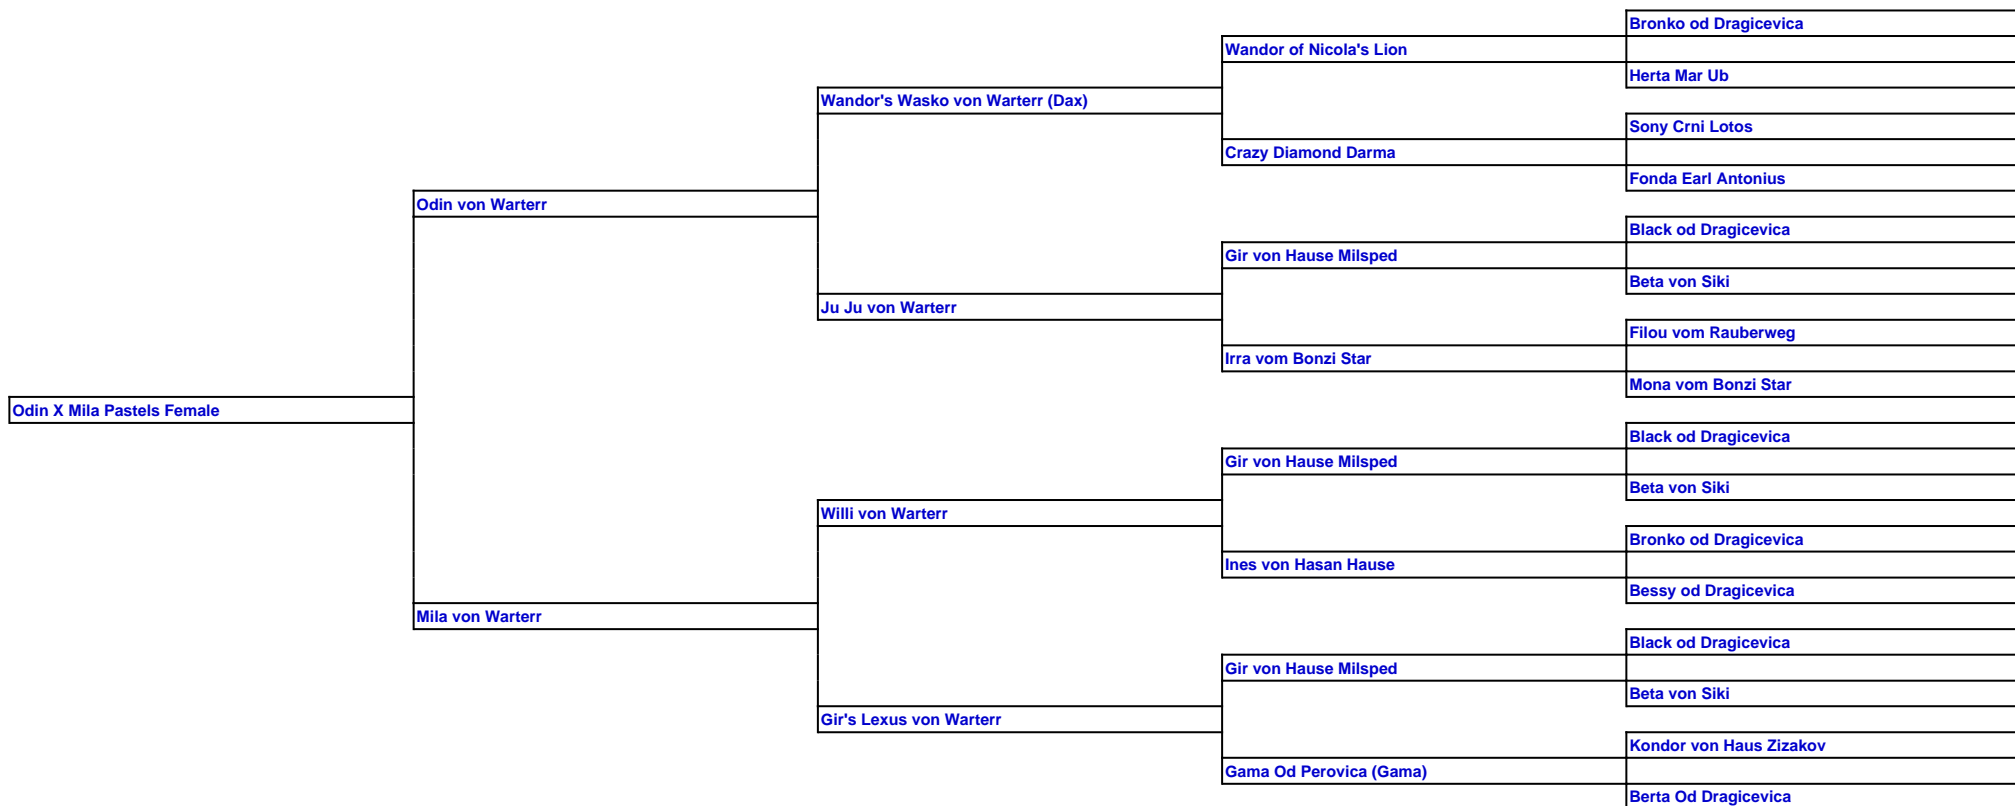 Bronko od Dragicevica
Wandor of Nicola's Lion
Herta Mar Ub
Wandor's Wasko von Warterr (Dax)
Sony Crni Lotos
Crazy Diamond Darma
Fonda Earl Antonius
Odin von Warterr
Black od Dragicevica
Gir von Hause Milsped
Beta von Siki
Ju Ju von Warterr
Filou vom Rauberweg
Irra vom Bonzi Star
Mona vom Bonzi Star
Odin X Mila Pastels Female
Black od Dragicevica
Gir von Hause Milsped
Beta von Siki
Willi von Warterr
Bronko od Dragicevica
Ines von Hasan Hause
Bessy od Dragicevica
Mila von Warterr
Black od Dragicevica
Gir von Hause Milsped
Beta von Siki
Gir's Lexus von Warterr
Kondor von Haus Zizakov
Gama Od Perovica (Gama)
Berta Od Dragicevica